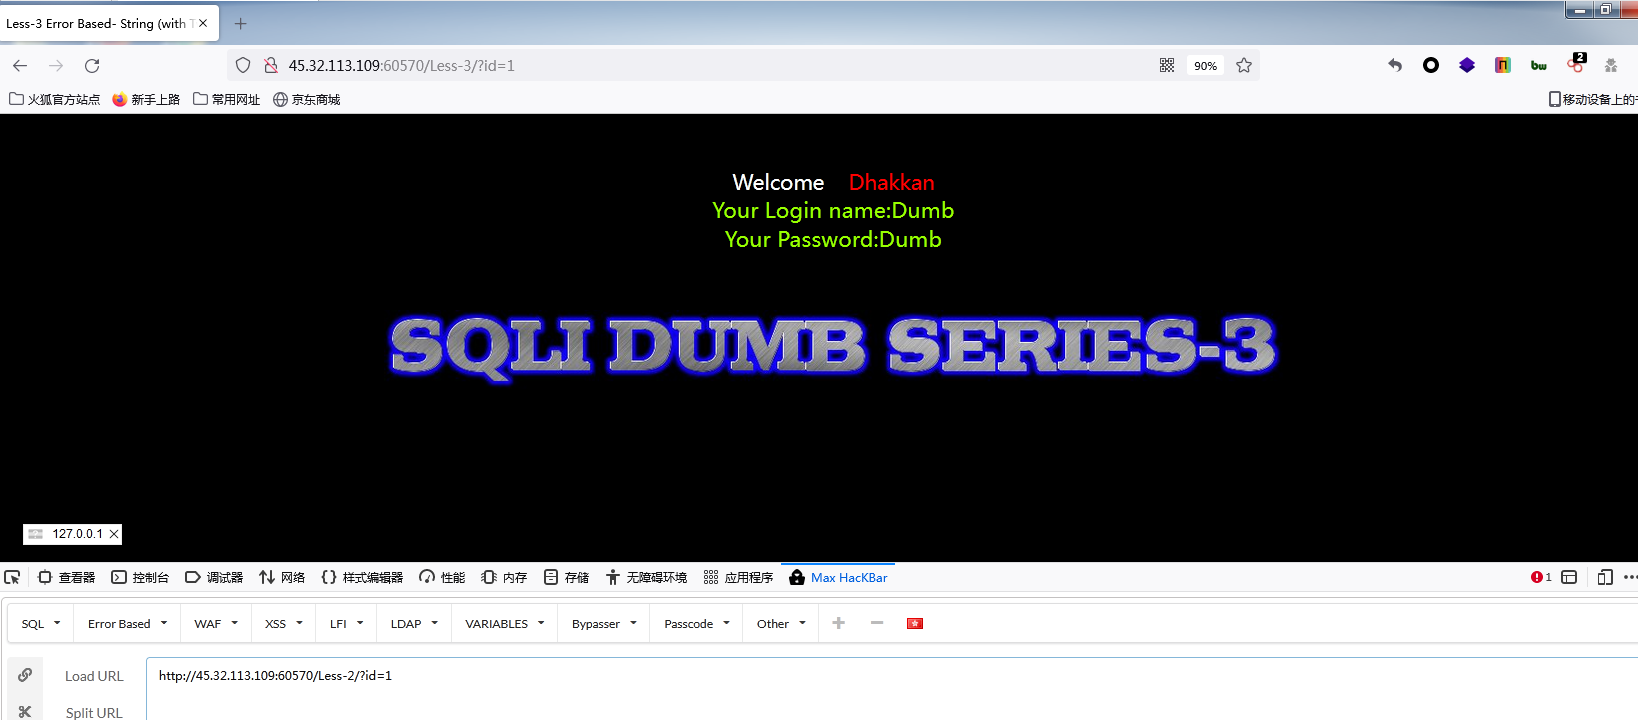 Less-3 Error Based- String (with T
45.32.113.109:60570/Less-3/?id=1
90%
2
火狐官方站点 新手上路 常用网址 京东商城
移动设备上的
Welcome Dhakkan
Your Login name:Dumb
Your Password:Dumb
SQLI DUMB SERIES-3
127.0.0.1
查看器 控制台 调试器 网络 样式编辑器 性能 内存 存储 无障碍环境 应用程序 Max HacKBar
1
SQL Error Based WAF XSS LFI LDAP VARIABLES Bypasser Passcode Other
Load URL http://45.32.113.109:60570/Less-2/?id=1
Split URL